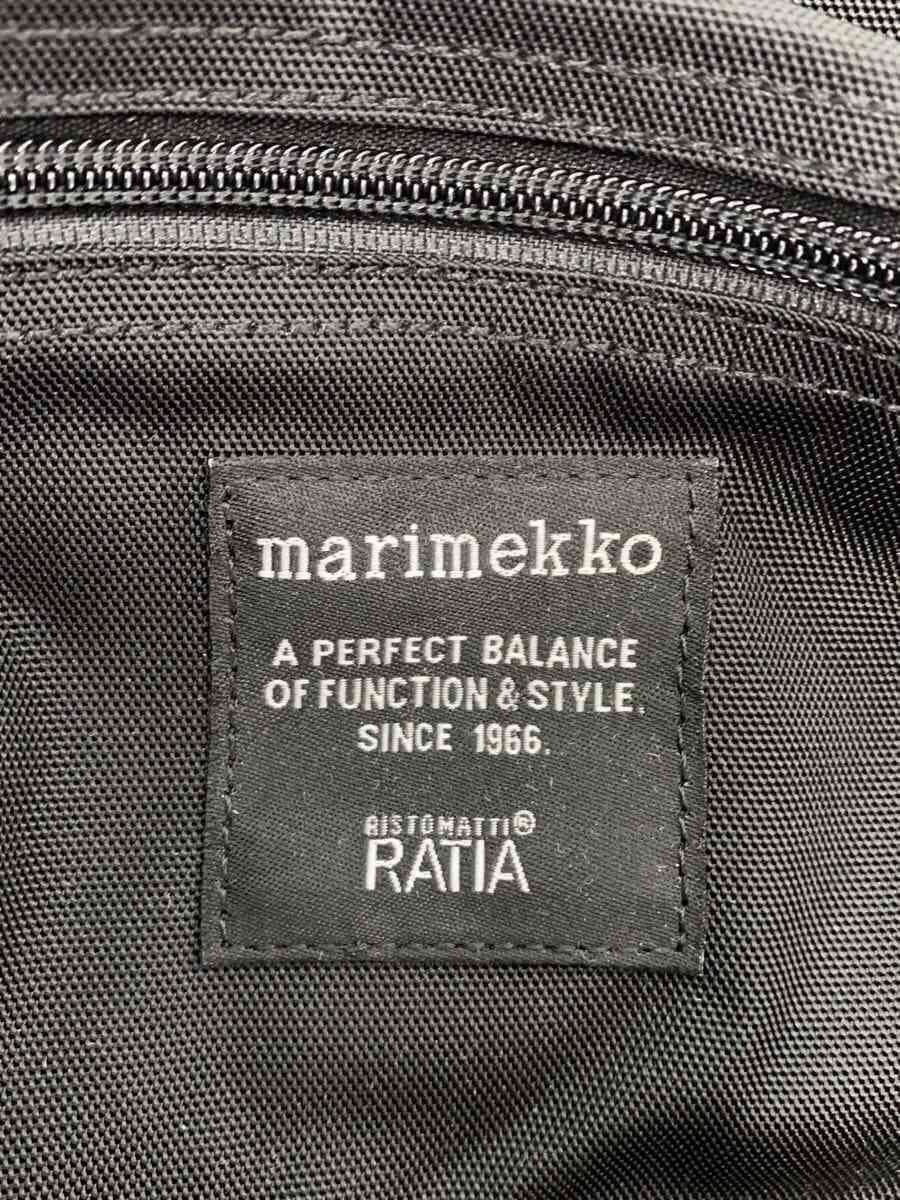 marimekko
A PERFECT BALANCE
OF FUNCTION & STYLE.
SINCE 1966.
RISTOMATTI®
RATIA